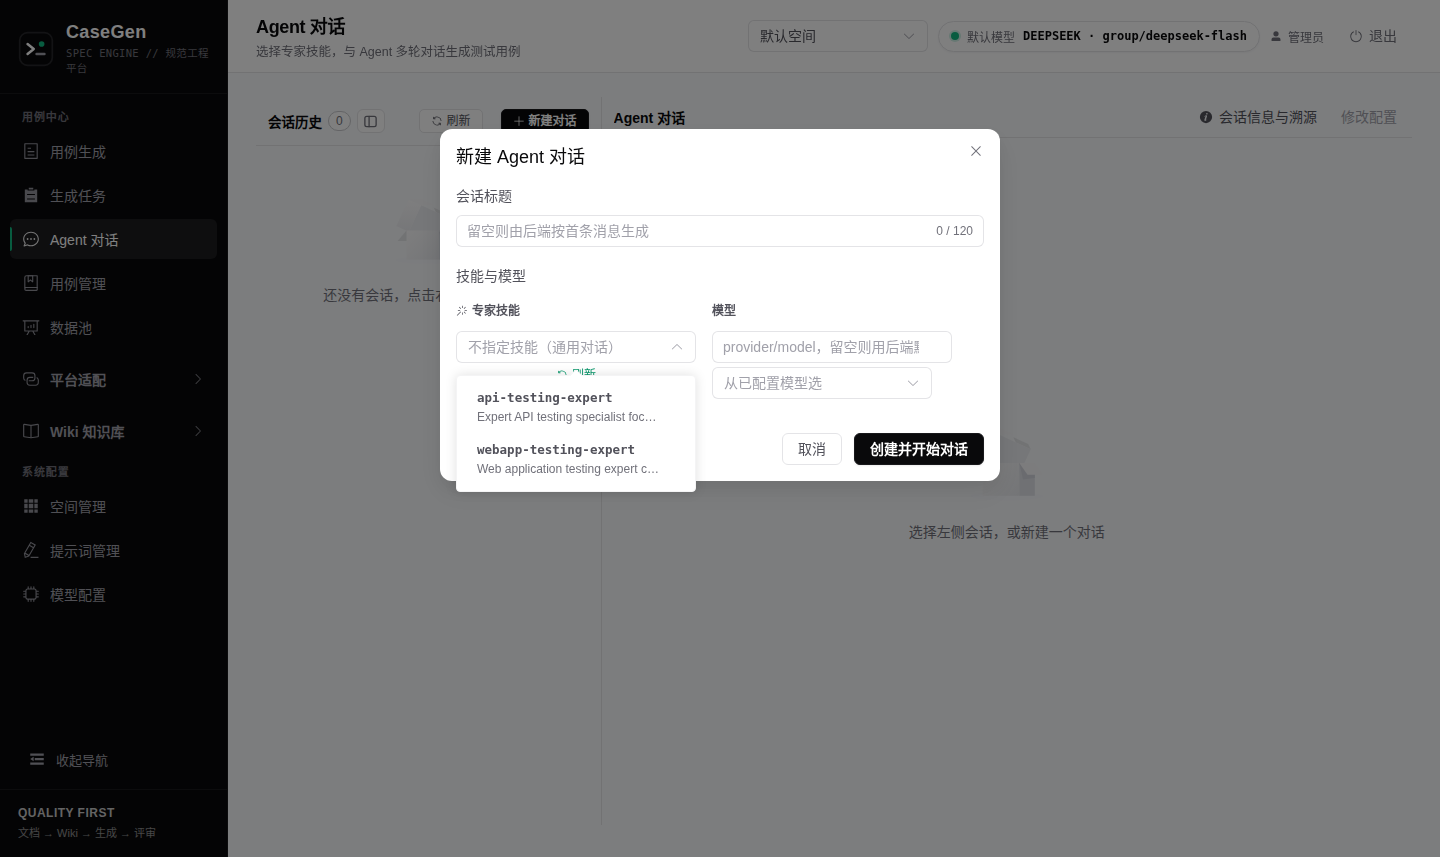 CaseGen
SPEC ENGINE // 规范工程
平台
用例中心
用例生成
生成任务
Agent 对话
用例管理
数据池
平台适配
Wiki 知识库
系统配置
空间管理
提示词管理
模型配置
收起导航
QUALITY FIRST
文档 → Wiki → 生成 → 评审
Agent 对话
选择专家技能，与 Agent 多轮对话生成测试用例
默认空间
默认模型 DEEPSEEK · group/deepseek-flash
管理员
退出
会话历史 0
刷新
新建对话
Agent 对话
会话信息与溯源
修改配置
还没有会话，点击
选择左侧会话，或新建一个对话
新建 Agent 对话
会话标题
留空则由后端按首条消息生成
0 / 120
技能与模型
专家技能
不指定技能（通用对话）
刷新
api-testing-expert
Expert API testing specialist foc…
webapp-testing-expert
Web application testing expert c…
模型
provider/model，留空则用后端
从已配置模型选
取消
创建并开始对话